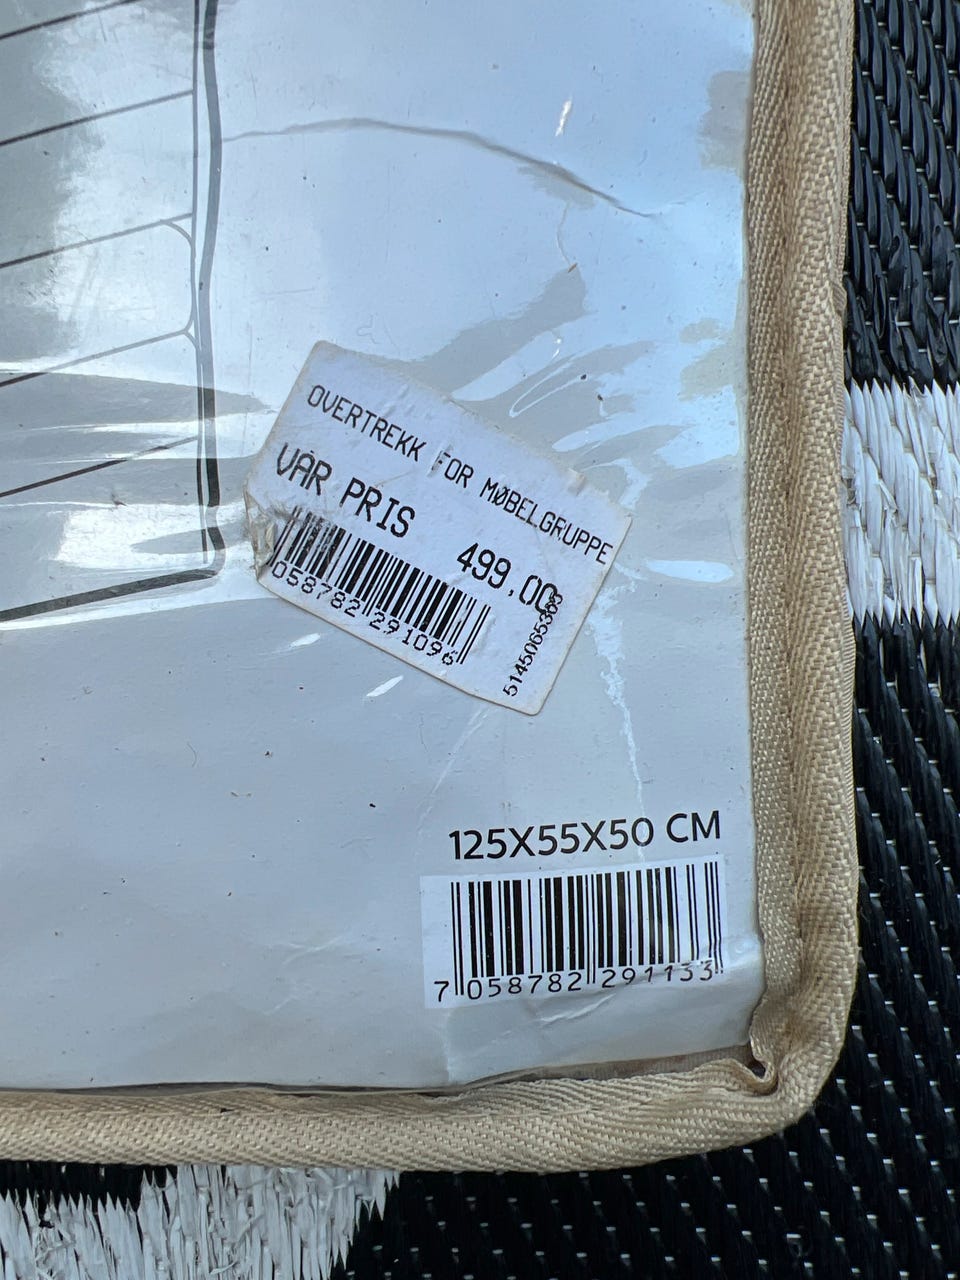 OVERTREKK FOR MØBELGRUPPE
VÅR PRIS
499,00
058782 291096
125X55X50 CM
7 058782 291133